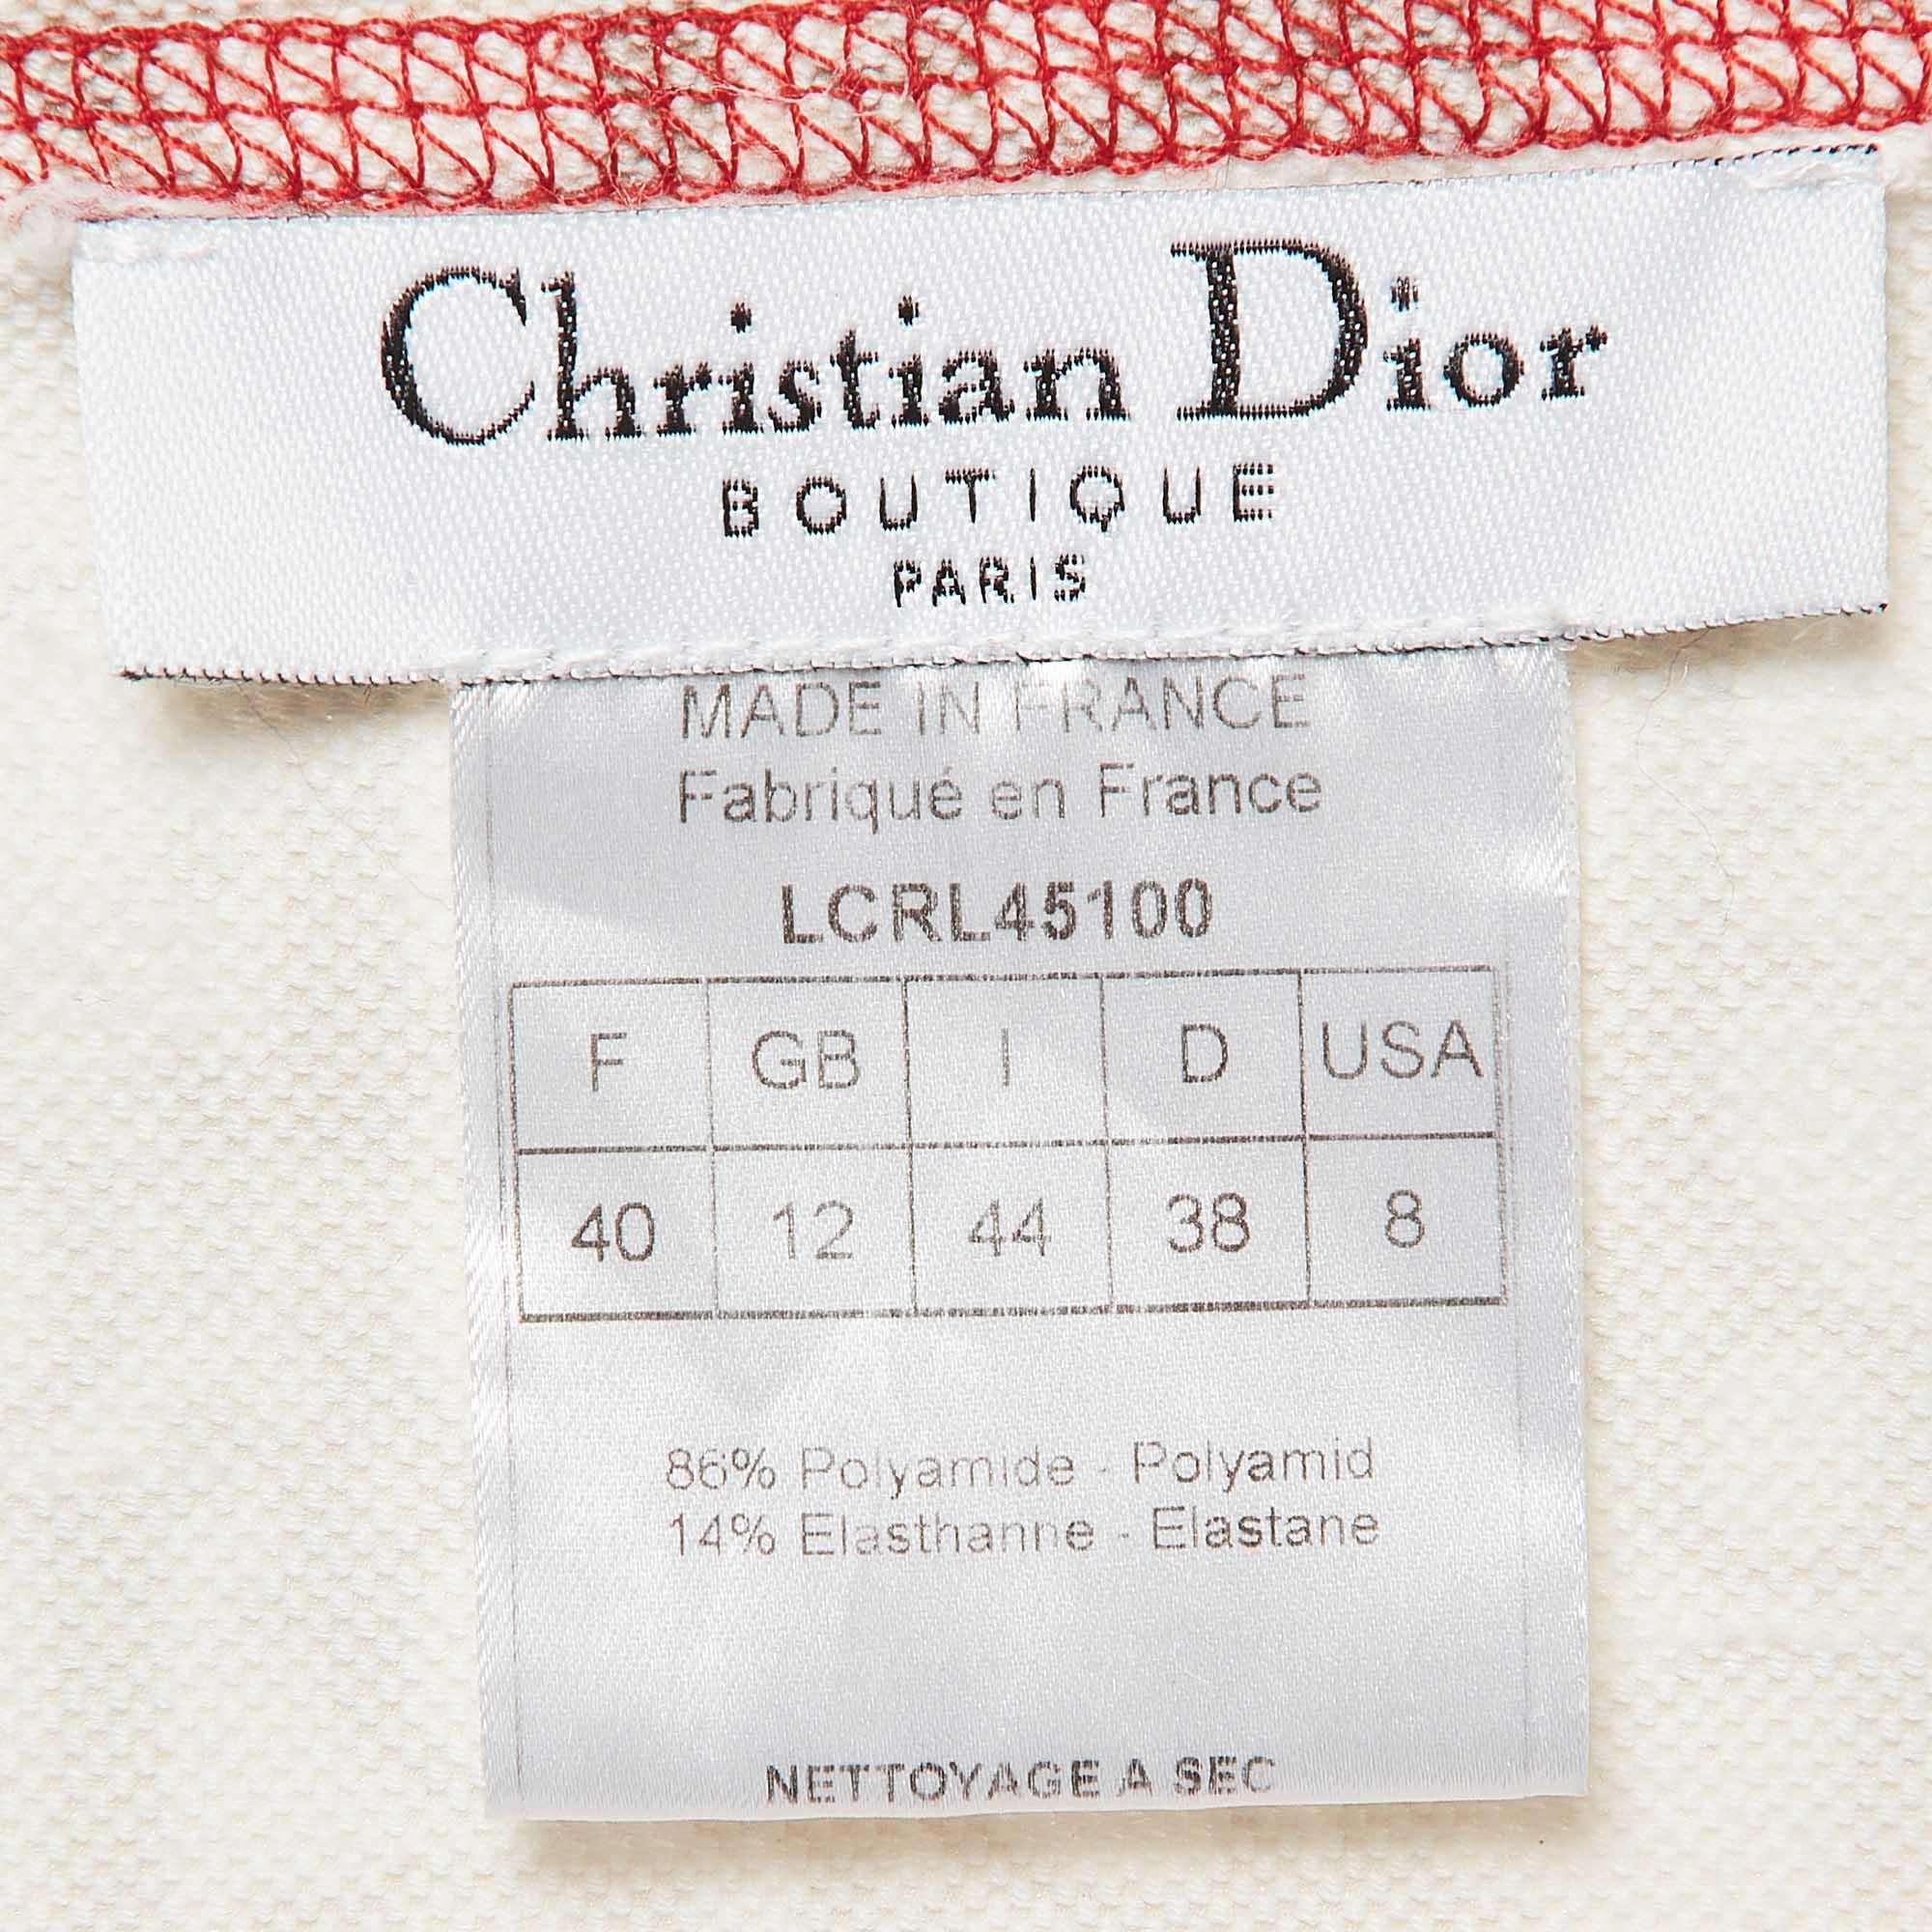 Christian Dior
BOUTIQUE
PARIS
MADE IN FRANCE
Fabriqué en France
LCRL45100
F GB I D USA
40 12 44 38 8
86% Polyamide - Polyamid
14% Elasthanne - Elastane
NETTOYAGE A SEC